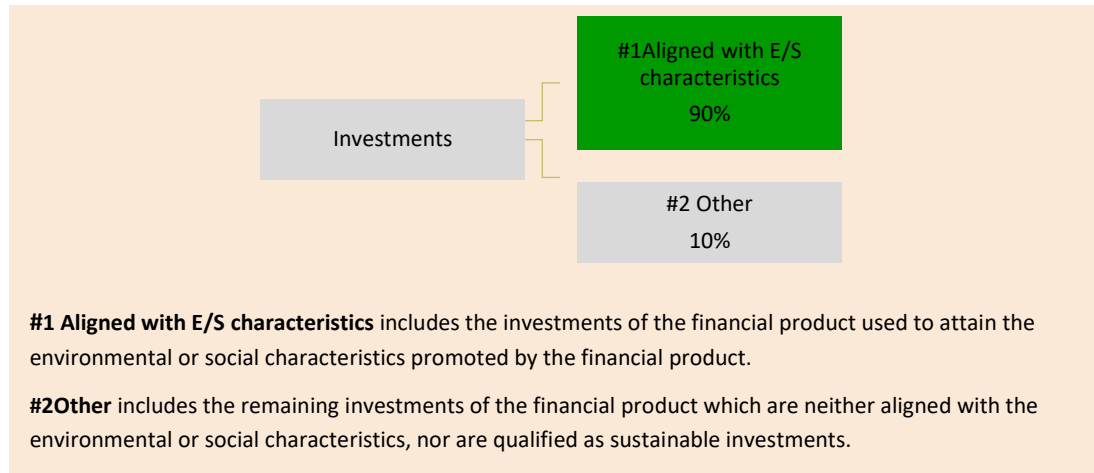 #1Aligned with E/S
characteristics
90%
Investments
#2 Other
10%
#1 Aligned with E/S characteristics includes the investments of the financial product used to attain the
environmental or social characteristics promoted by the financial product.
#2Other includes the remaining investments of the financial product which are neither aligned with the
environmental or social characteristics, nor are qualified as sustainable investments.